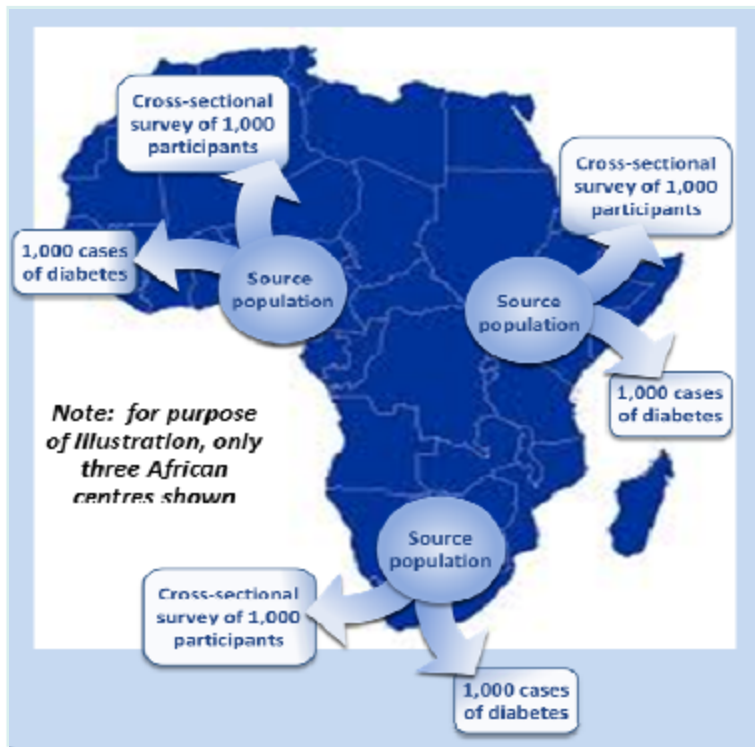 Cross-sectional
survey of 1,000
participants
Cross-sectional
survey of 1,000
participants
1,000 cases
of diabetes
Source
population
Source
population
1,000 cases
of diabetes
Note: for purpose
of Illustration, only
three African
centres shown
Source
population
Cross-sectional
survey of 1,000
participants
1,000 cases
of diabetes